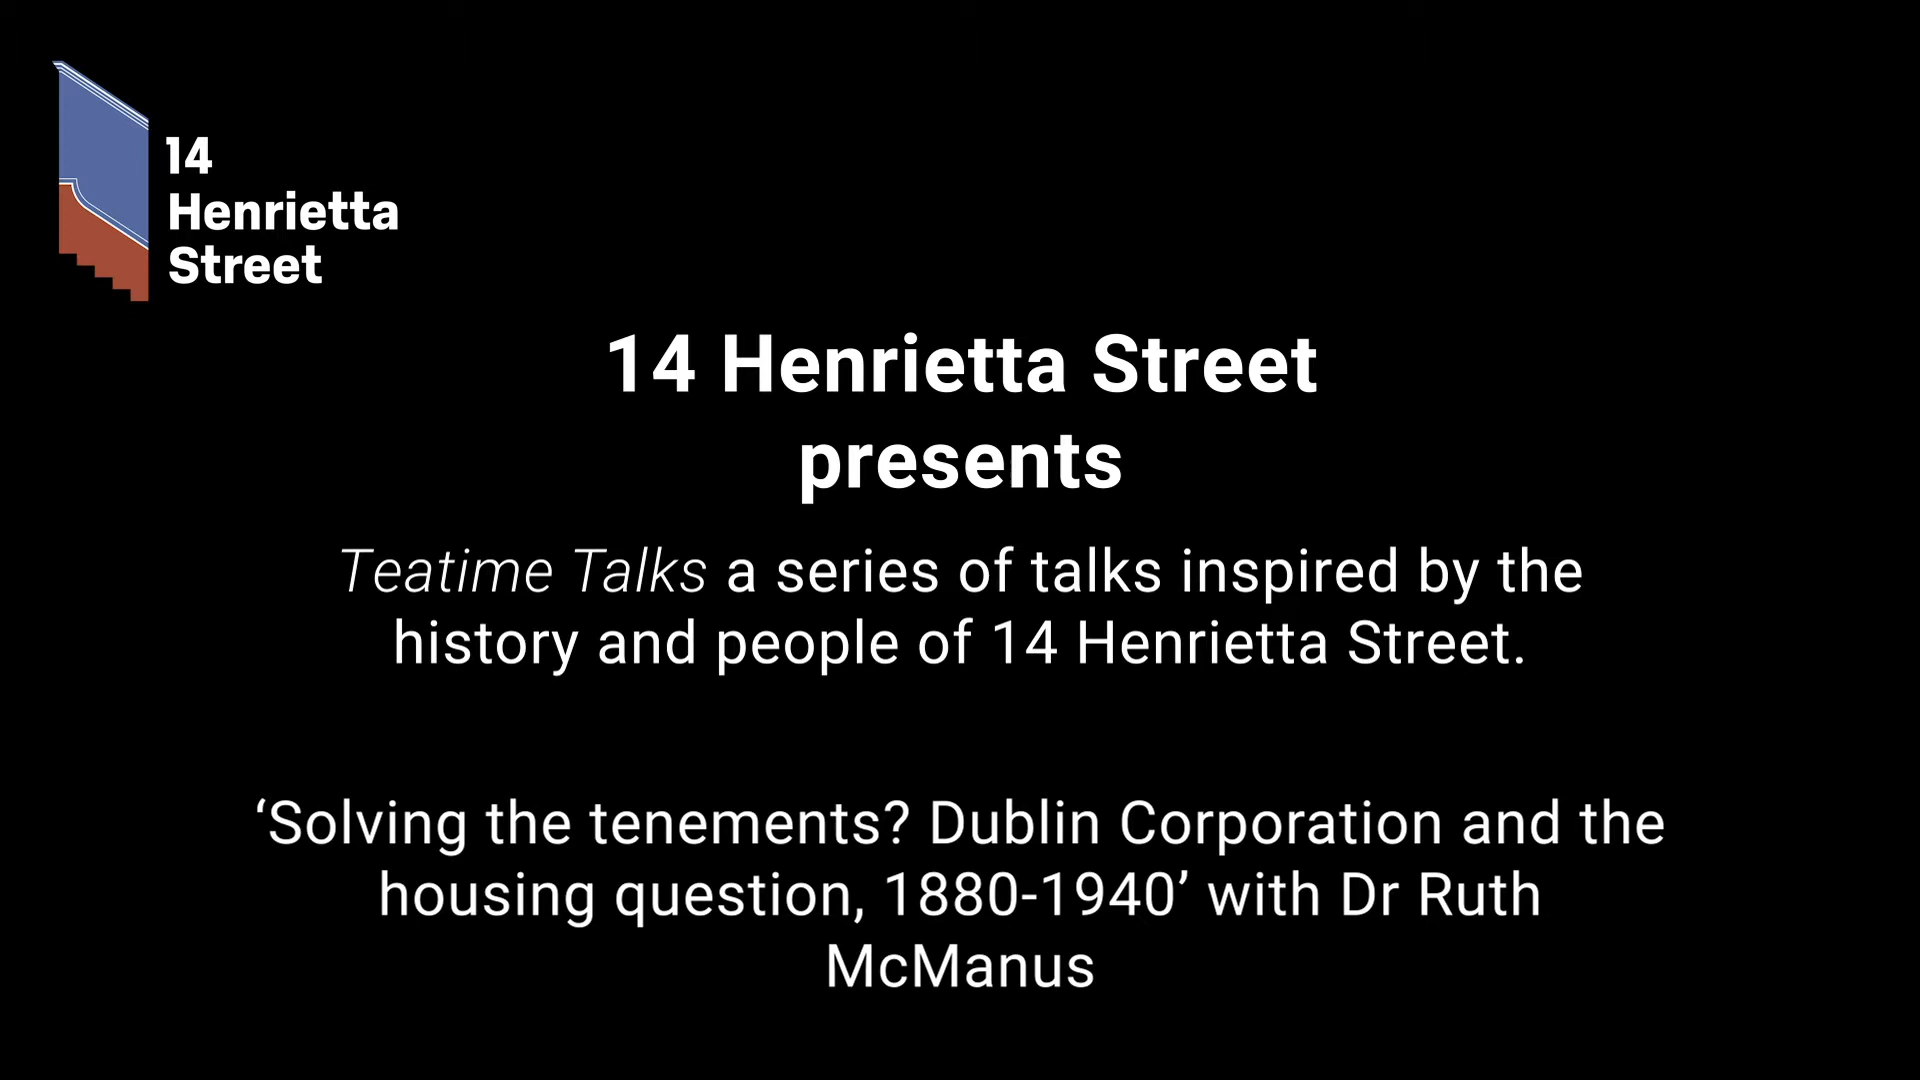 14
Henrietta
Street
14 Henrietta Street
presents
Teatime Talks a series of talks inspired by the
history and people of 14 Henrietta Street.
‘Solving the tenements? Dublin Corporation and the
housing question, 1880-1940’ with Dr Ruth
McManus